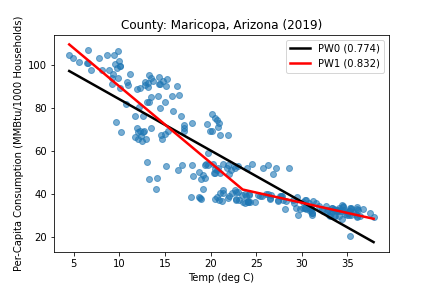 County: Maricopa, Arizona (2019)
PW0 (0.774)
PW1 (0.832)
Per-Capita Consumption (MMBtu/1000 Households)
100
80
60
40
20
5 10 15 20 25 30 35
Temp (deg C)